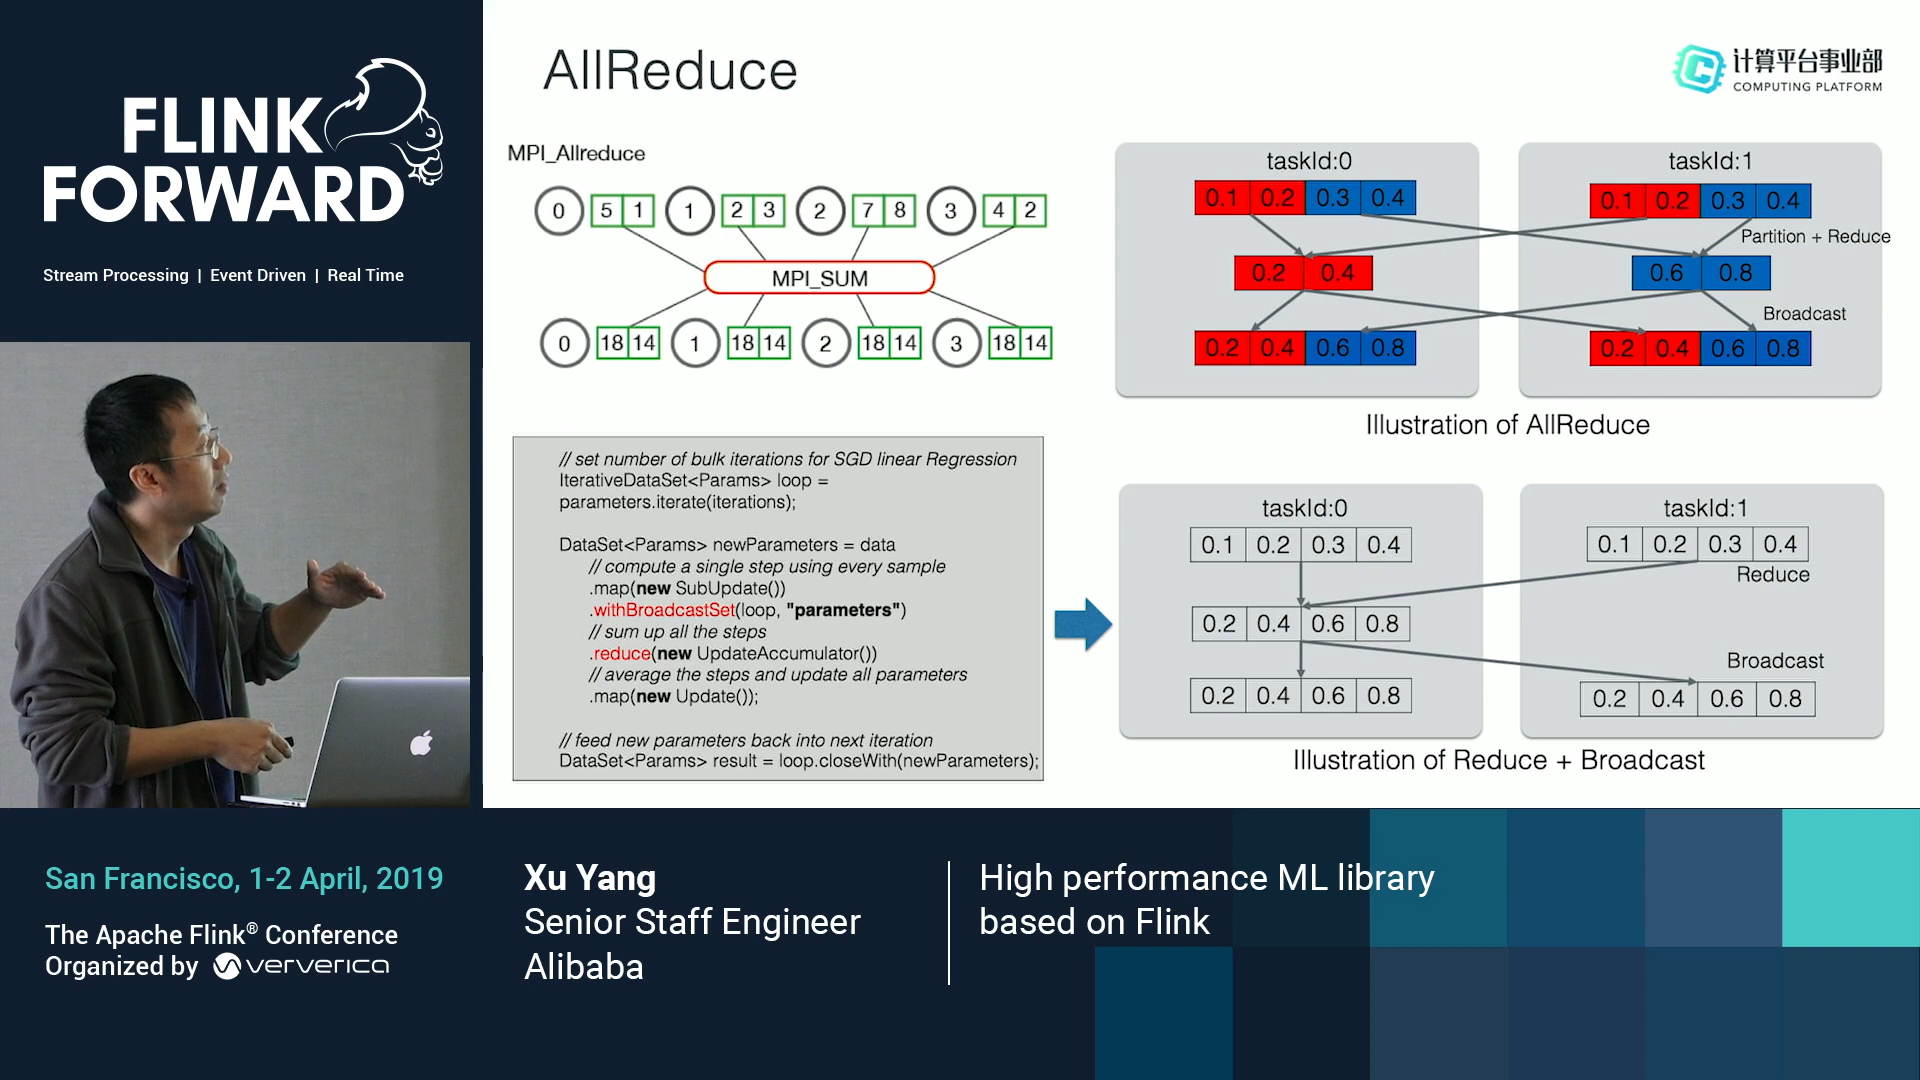 FLINK
FORWARD
Stream Processing | Event Driven | Real Time
AllReduce
计算平台事业部
COMPUTING PLATFORM
MPI_Allreduce
0 5 1 1 2 3 2 7 8 3 4 2
MPI_SUM
0 18 14 1 18 14 2 18 14 3 18 14
taskId:0
0.1 0.2 0.3 0.4
0.2 0.4
0.2 0.4 0.6 0.8
taskId:1
0.1 0.2 0.3 0.4
Partition + Reduce
0.6 0.8
Broadcast
0.2 0.4 0.6 0.8
Illustration of AllReduce
// set number of bulk iterations for SGD linear Regression
IterativeDataSet<Params> loop =
parameters.iterate(iterations);
DataSet<Params> newParameters = data
// compute a single step using every sample
.map(new SubUpdate())
.withBroadcastSet(loop, "parameters")
// sum up all the steps
.reduce(new UpdateAccumulator())
// average the steps and update all parameters
.map(new Update());
// feed new parameters back into next iteration
DataSet<Params> result = loop.closeWith(newParameters);
taskId:0
0.1 0.2 0.3 0.4
0.2 0.4 0.6 0.8
0.2 0.4 0.6 0.8
taskId:1
0.1 0.2 0.3 0.4
Reduce
Broadcast
0.2 0.4 0.6 0.8
Illustration of Reduce + Broadcast
San Francisco, 1-2 April, 2019
The Apache Flink® Conference
Organized by ververica
Xu Yang
Senior Staff Engineer
Alibaba
High performance ML library
based on Flink